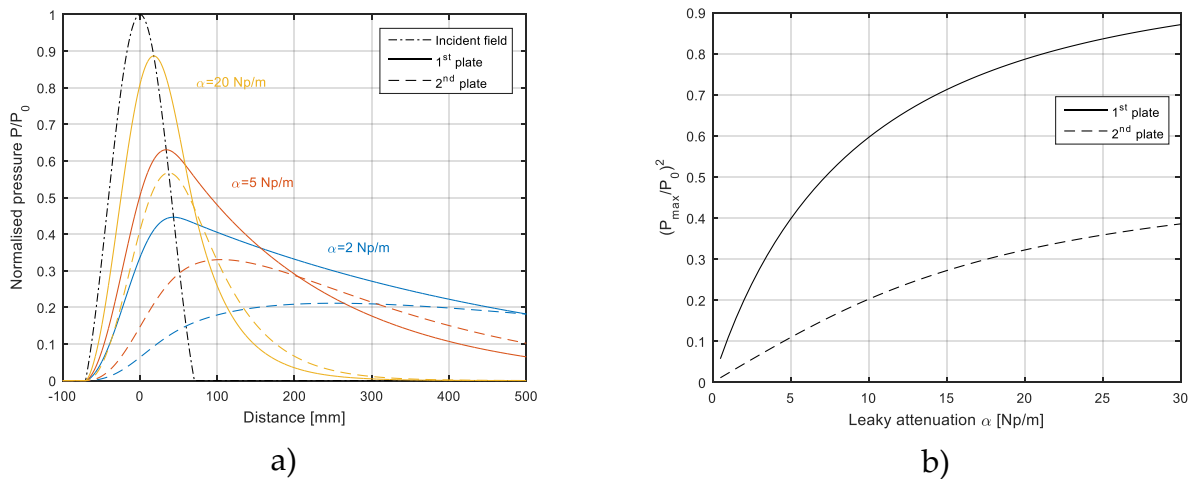 1
0.9
0.8
0.7
0.6
0.5
0.4
0.3
0.2
0.1
0
-100
0
100
200
300
400
500
Normalised pressure P/P₀
Distance [mm]
Incident field
1ˢᵗ plate
2ⁿᵈ plate
α=20 Np/m
α=5 Np/m
α=2 Np/m
a)
0.9
0.8
0.7
0.6
0.5
0.4
0.3
0.2
0.1
0
0
5
10
15
20
25
30
(Pₘₐₓ/P₀)²
Leaky attenuation α [Np/m]
1ˢᵗ plate
2ⁿᵈ plate
b)